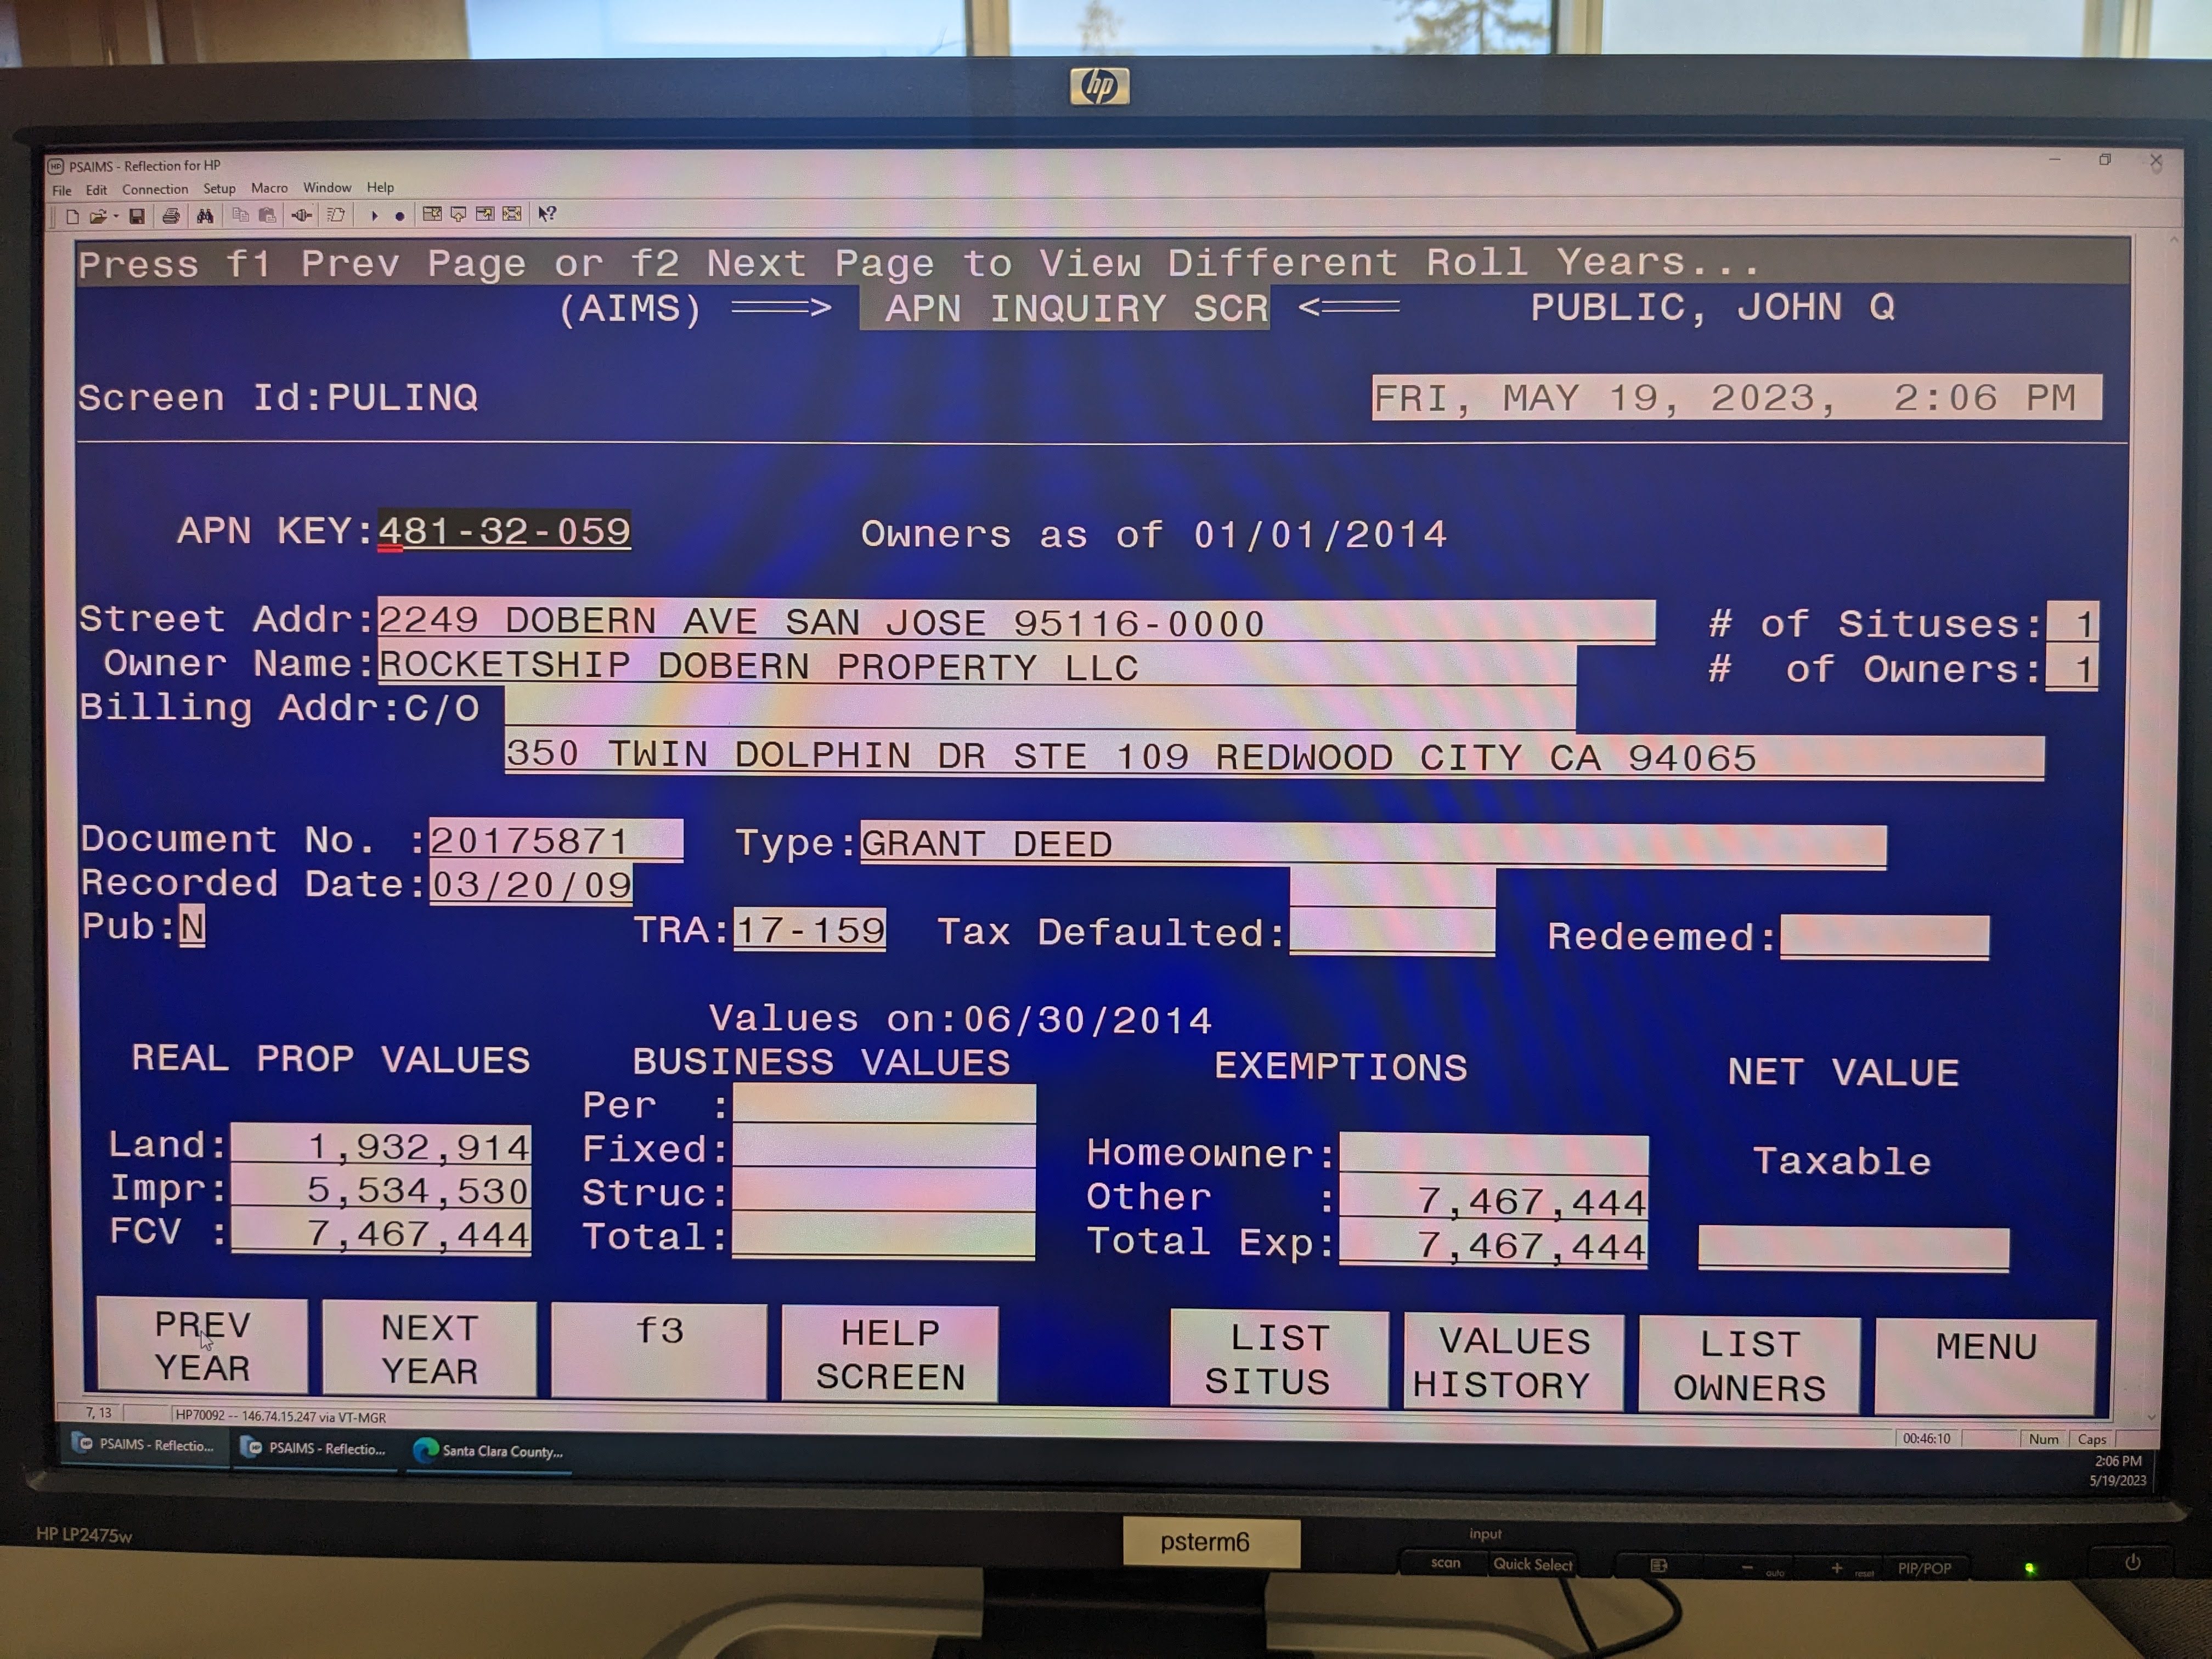 hp
PSAIMS - Reflection for HP
File Edit Connection Setup Macro Window Help
Press f1 Prev Page or f2 Next Page to View Different Roll Years...
(AIMS) ===> APN INQUIRY SCR <=== PUBLIC, JOHN Q
Screen Id:PULINQ FRI, MAY 19, 2023, 2:06 PM
APN KEY:481-32-059 Owners as of 01/01/2014
Street Addr:2249 DOBERN AVE SAN JOSE 95116-0000 # of Situses: 1
Owner Name:ROCKETSHIP DOBERN PROPERTY LLC # of Owners: 1
Billing Addr:C/O
350 TWIN DOLPHIN DR STE 109 REDWOOD CITY CA 94065
Document No. :20175871 Type:GRANT DEED
Recorded Date:03/20/09
Pub:N TRA:17-159 Tax Defaulted: Redeemed:
Values on:06/30/2014
REAL PROP VALUES BUSINESS VALUES EXEMPTIONS NET VALUE
Per :
Land: 1,932,914 Fixed: Homeowner: Taxable
Impr: 5,534,530 Struc: Other : 7,467,444
FCV : 7,467,444 Total: Total Exp: 7,467,444
PREV YEAR NEXT YEAR f3 HELP SCREEN LIST SITUS VALUES HISTORY LIST OWNERS MENU
7, 13 HP70092 -- 146.74.15.247 via VT-MGR 00:46:10 Num Caps
PSAIMS - Reflectio... PSAIMS - Reflectio... Santa Clara County... 2:06 PM
5/19/2023
HP LP2475w
psterm6
input
scan Quick Select - auto + reset PIP/POP